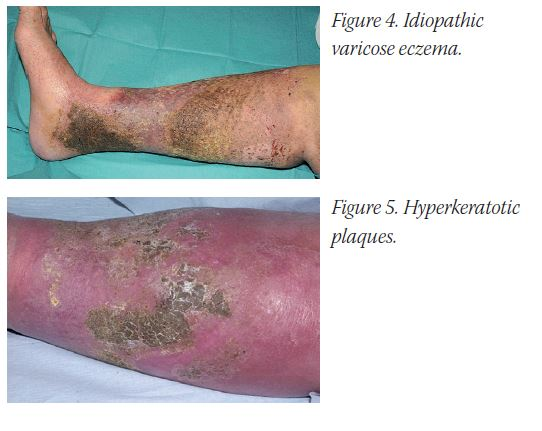 Figure 4. Idiopathic
varicose eczema.
Figure 5. Hyperkeratotic
plaques.